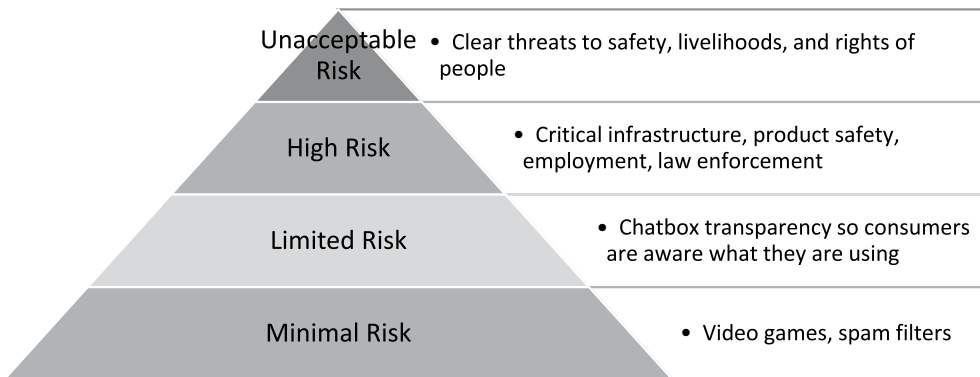 Unacceptable
Risk
• Clear threats to safety, livelihoods, and rights of
people
High Risk
• Critical infrastructure, product safety,
employment, law enforcement
Limited Risk
• Chatbox transparency so consumers
are aware what they are using
Minimal Risk
• Video games, spam filters